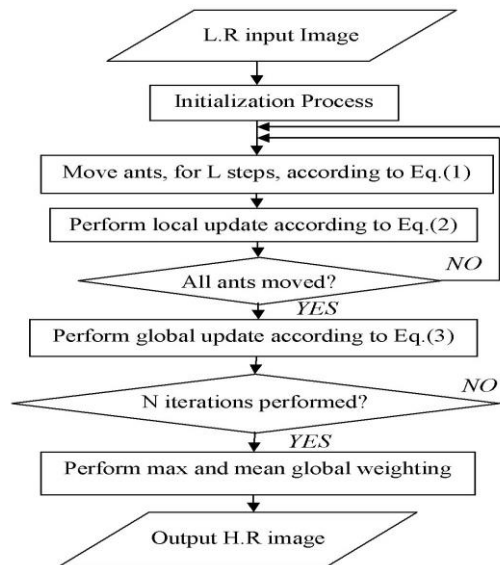 L.R input Image
Initialization Process
Move ants, for L steps, according to Eq.(1)
Perform local update according to Eq.(2)
NO
All ants moved?
YES
Perform global update according to Eq.(3)
NO
N iterations performed?
YES
Perform max and mean global weighting
Output H.R image